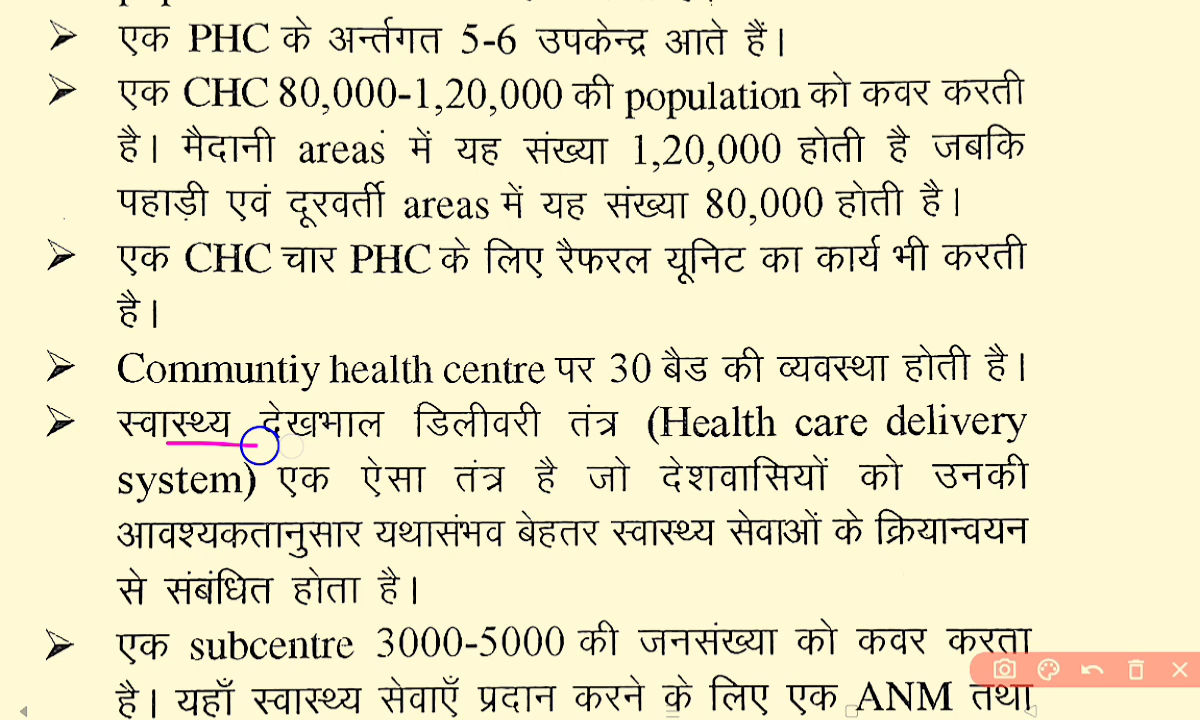 ➢ एक PHC के अर्न्तगत 5-6 उपकेन्द्र आते हैं।
➢ एक CHC 80,000-1,20,000 की population को कवर करती
है। मैदानी areas में यह संख्या 1,20,000 होती है जबकि
पहाड़ी एवं दूरवर्ती areas में यह संख्या 80,000 होती है।
➢ एक CHC चार PHC के लिए रैफरल यूनिट का कार्य भी करती
है।
➢ Communtiy health centre पर 30 बैड की व्यवस्था होती है।
➢ स्वास्थ्य देखभाल डिलीवरी तंत्र (Health care delivery
system) एक ऐसा तंत्र है जो देशवासियों को उनकी
आवश्यकतानुसार यथासंभव बेहतर स्वास्थ्य सेवाओं के क्रियान्वयन
से संबंधित होता है।
➢ एक subcentre 3000-5000 की जनसंख्या को कवर करता
है। यहाँ स्वास्थ्य सेवाएँ प्रदान करने के लिए एक ANM तथा